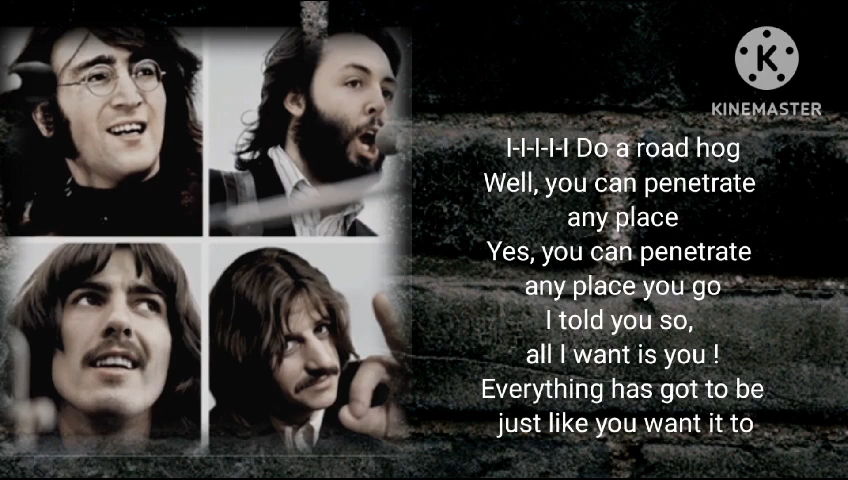 KINEMASTER
I-I-I-I-I Do a road hog
Well, you can penetrate
any place
Yes, you can penetrate
any place you go
I told you so,
all I want is you !
Everything has got to be
just like you want it to